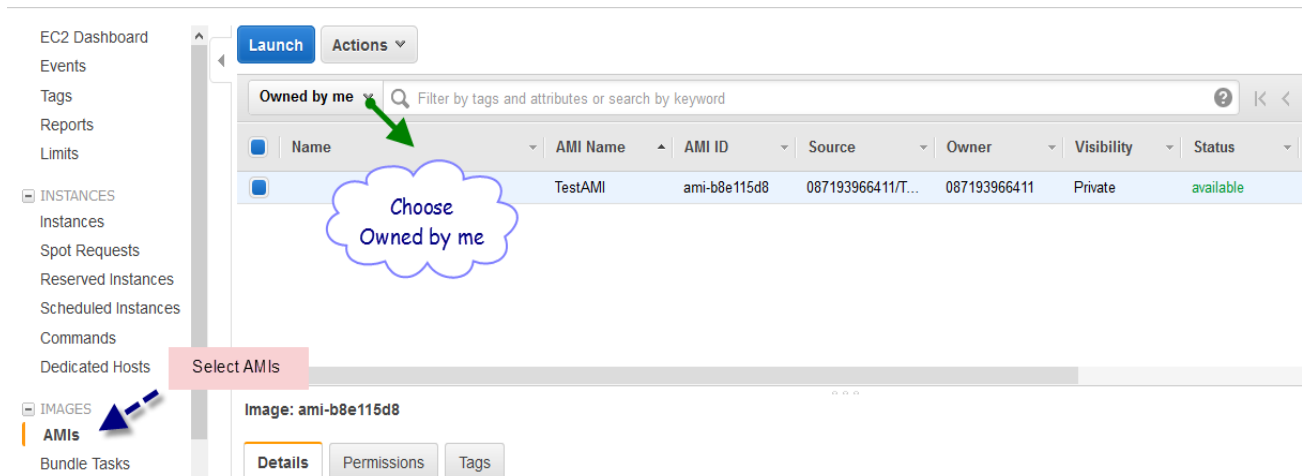 EC2 Dashboard
Events
Tags
Reports
Limits
INSTANCES
Instances
Spot Requests
Reserved Instances
Scheduled Instances
Commands
Dedicated Hosts
IMAGES
AMIs
Bundle Tasks
Select AMIs
Launch Actions
Owned by me Filter by tags and attributes or search by keyword
Name AMI Name AMI ID Source Owner Visibility Status
TestAMI ami-b8e115d8 087193966411/T... 087193966411 Private available
Choose
Owned by me
Image: ami-b8e115d8
Details Permissions Tags